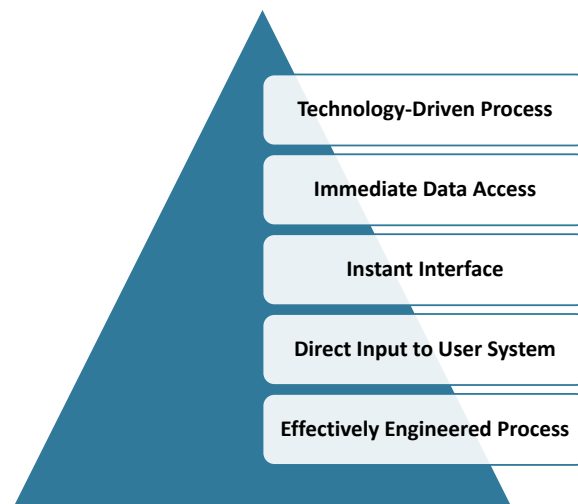 Technology-Driven Process
Immediate Data Access
Instant Interface
Direct Input to User System
Effectively Engineered Process